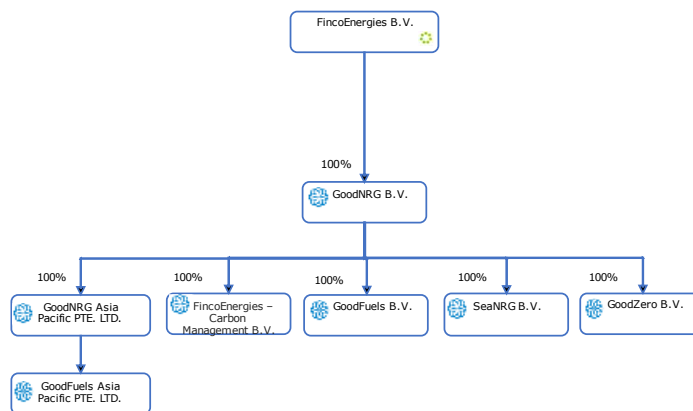 FincoEnergies B.V.
100%
GoodNRG B.V.
100%
100%
100%
100%
100%
GoodNRG Asia
Pacific PTE. LTD.
FincoEnergies –
Carbon
Management B.V.
GoodFuels B.V.
SeaNRG B.V.
GoodZero B.V.
GoodFuels Asia
Pacific PTE. LTD.